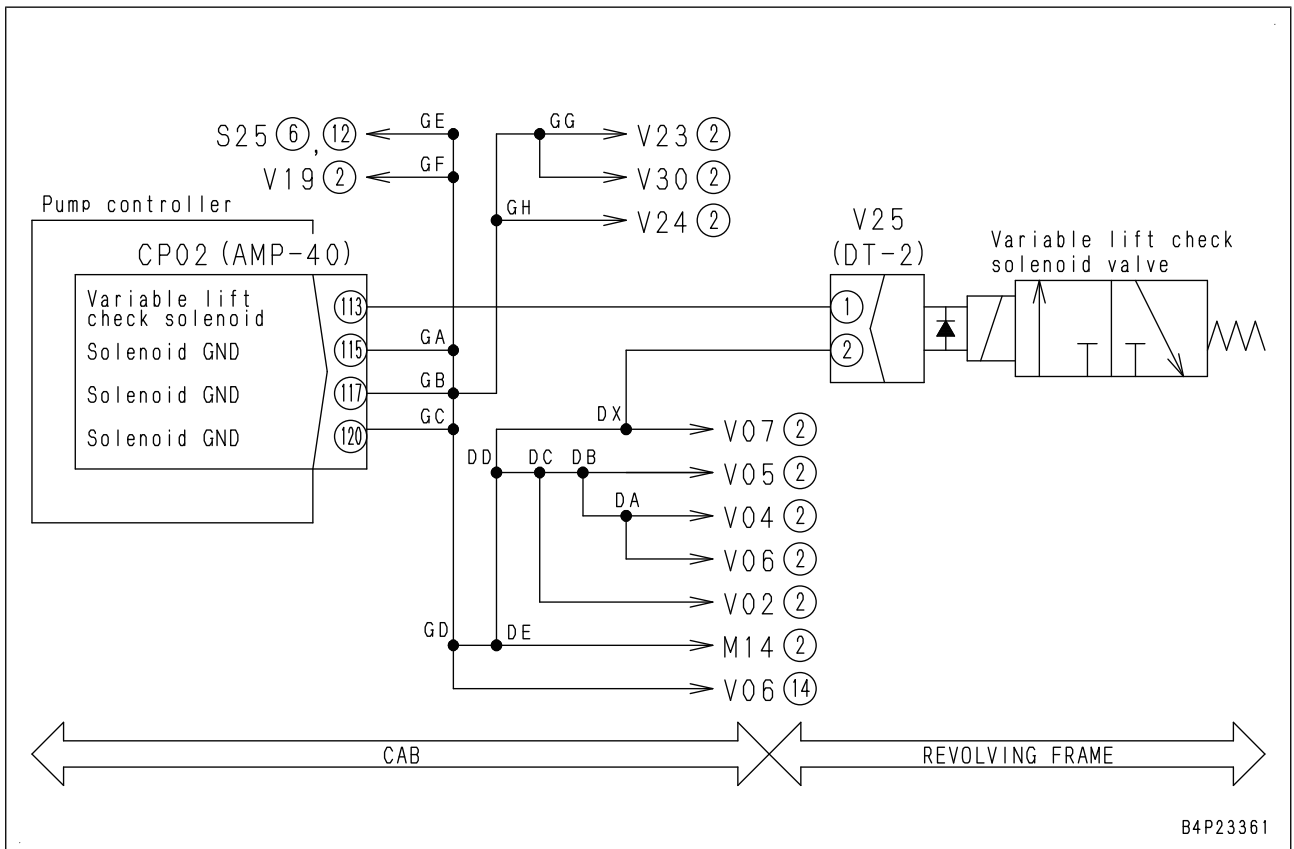 GE
GG
S25 ⑥, ⑫
V23 ②
GF
V19 ②
V30 ②
Pump controller
GH
V24 ②
V25
(DT-2)
Variable lift check
solenoid valve
CP02 (AMP-40)
Variable lift
check solenoid
113
1
Solenoid GND
115
GA
2
Solenoid GND
117
GB
Solenoid GND
120
GC
DX
V07 ②
DD
DC
DB
V05 ②
DA
V04 ②
V06 ②
V02 ②
GD
DE
M14 ②
V06 ⑭
CAB
REVOLVING FRAME
B4P23361